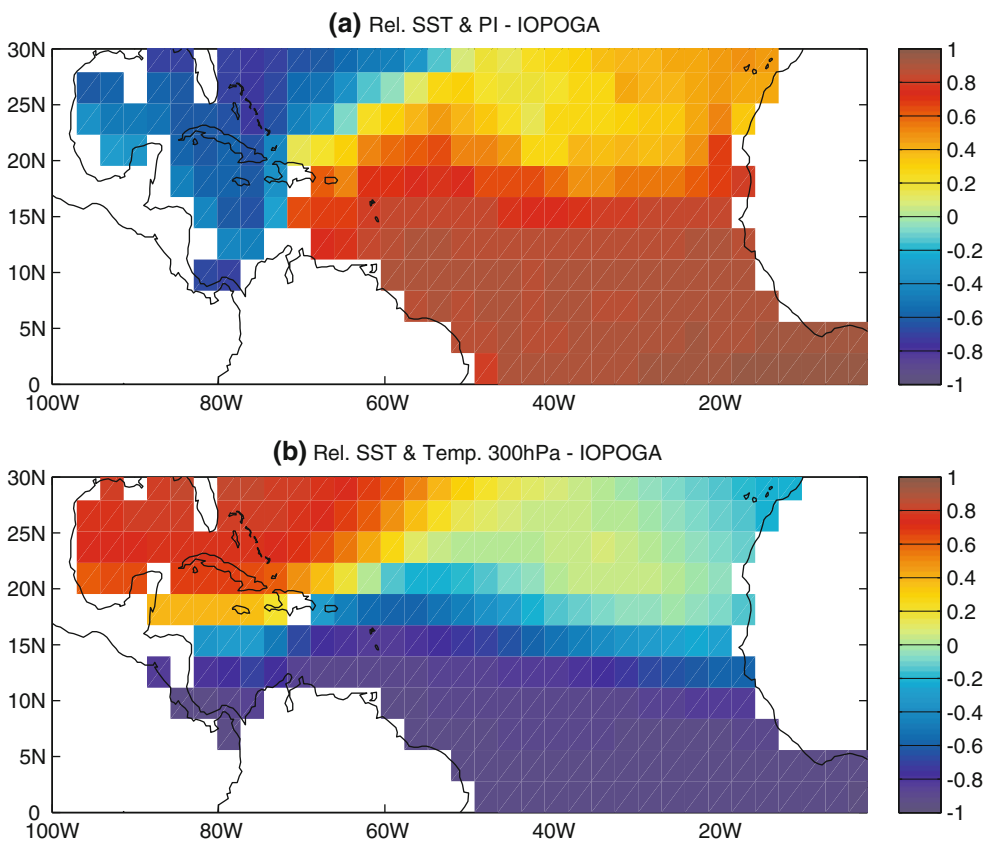 (a) Rel. SST & PI - IOPOGA
30N
25N
20N
15N
10N
5N
0
100W 80W 60W 40W 20W
1
0.8
0.6
0.4
0.2
0
-0.2
-0.4
-0.6
-0.8
-1
(b) Rel. SST & Temp. 300hPa - IOPOGA
30N
25N
20N
15N
10N
5N
0
100W 80W 60W 40W 20W
1
0.8
0.6
0.4
0.2
0
-0.2
-0.4
-0.6
-0.8
-1